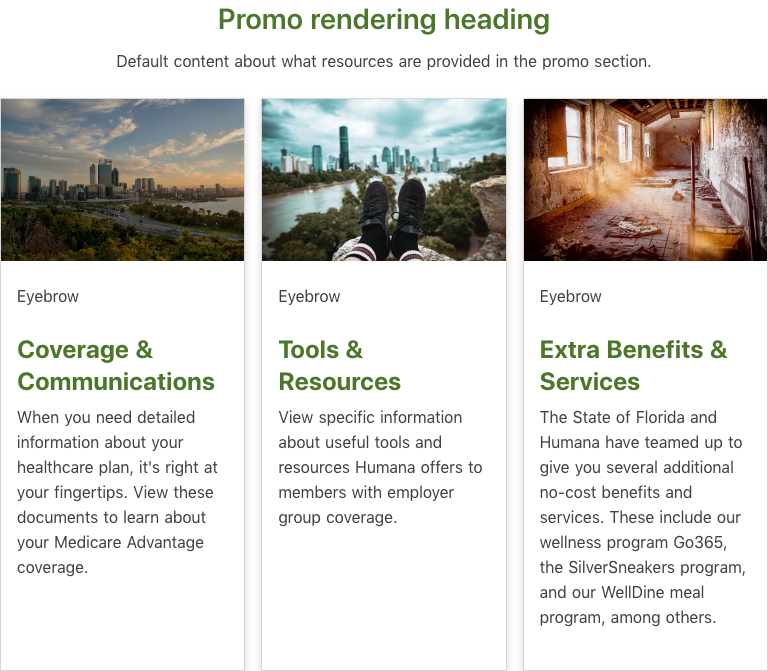 Promo rendering heading
Default content about what resources are provided in the promo section.
Eyebrow
Coverage &
Communications
When you need detailed
information about your
healthcare plan, it's right at
your fingertips. View these
documents to learn about
your Medicare Advantage
coverage.
Eyebrow
Tools &
Resources
View specific information
about useful tools and
resources Humana offers to
members with employer
group coverage.
Eyebrow
Extra Benefits &
Services
The State of Florida and
Humana have teamed up to
give you several additional
no-cost benefits and
services. These include our
wellness program Go365,
the SilverSneakers program,
and our WellDine meal
program, among others.